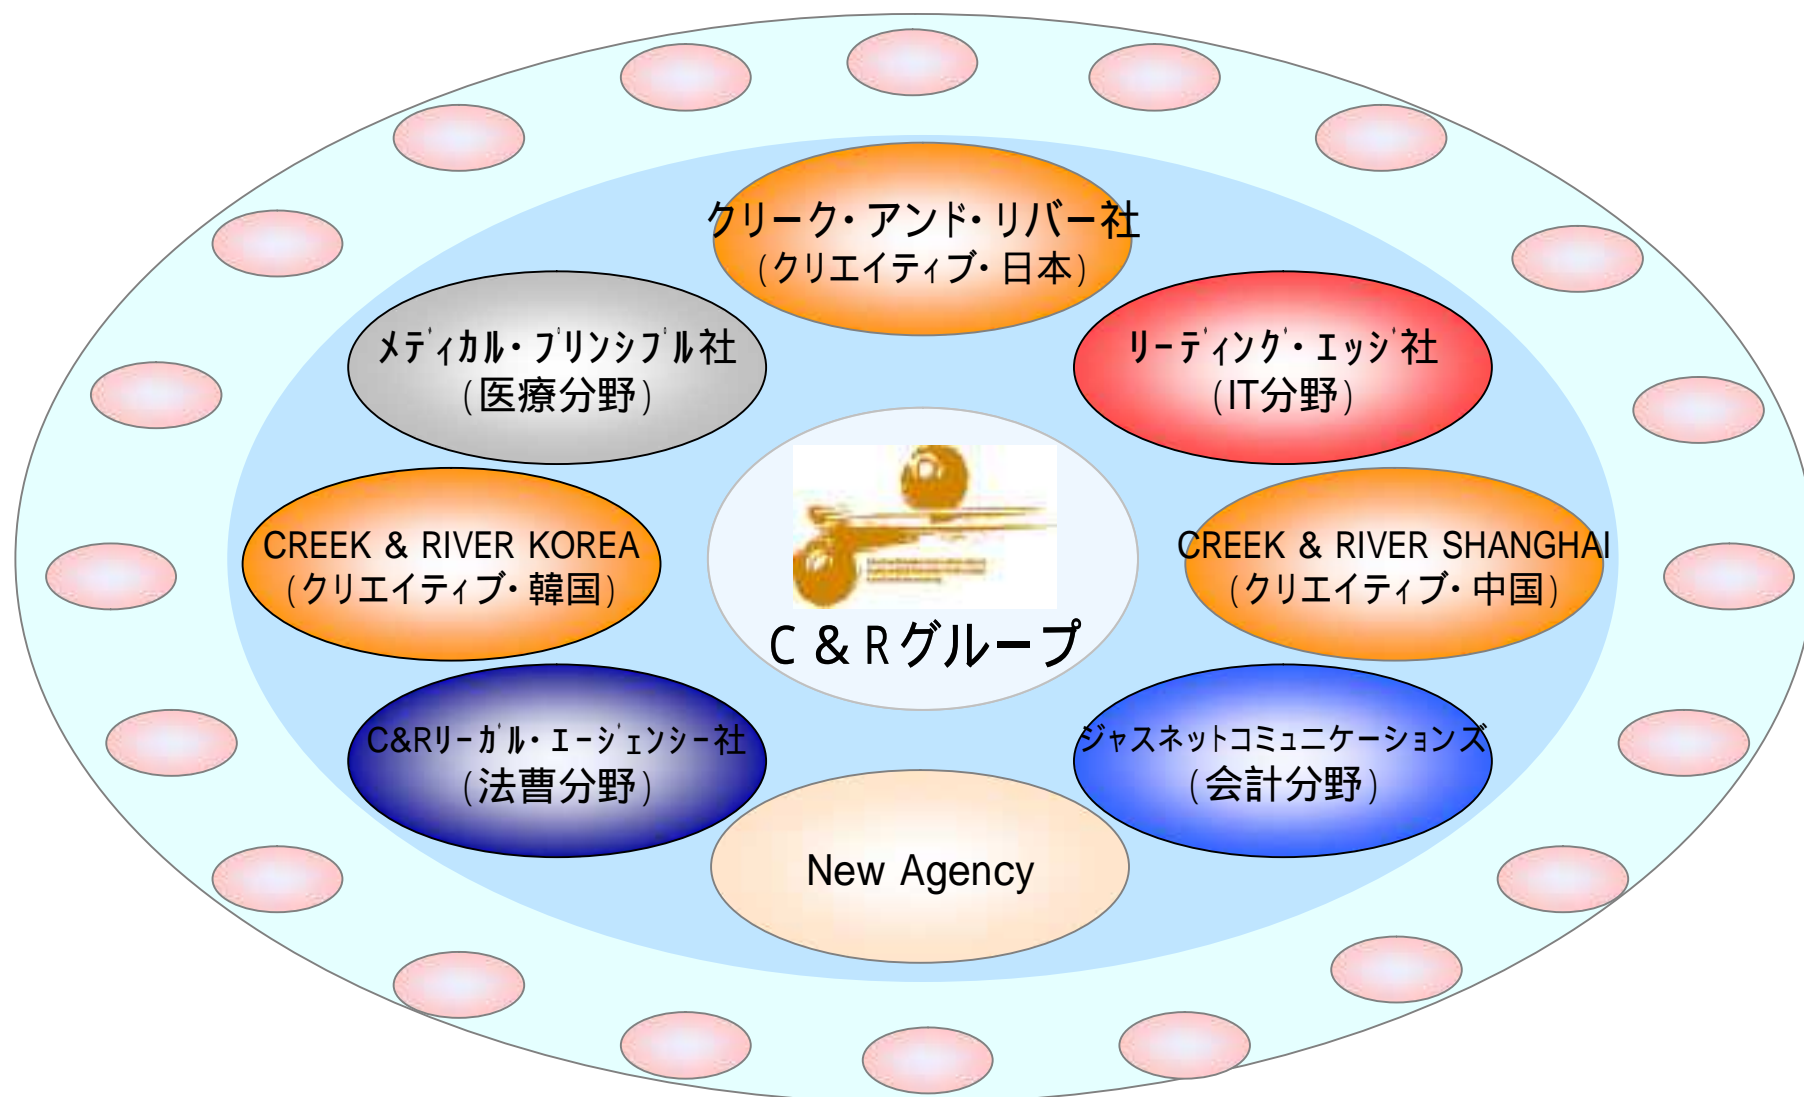 クリーク・アンド・リバー社
(クリエイティブ・日本)
メディカル・プリンシプル社
(医療分野)
リーディング・エッジ社
(IT分野)
CREEK & RIVER KOREA
(クリエイティブ・韓国)
C&Rグループ
CREEK & RIVER SHANGHAI
(クリエイティブ・中国)
C&Rリーガル・エージェンシー社
(法曹分野)
ジャスネットコミュニケーションズ
(会計分野)
New Agency